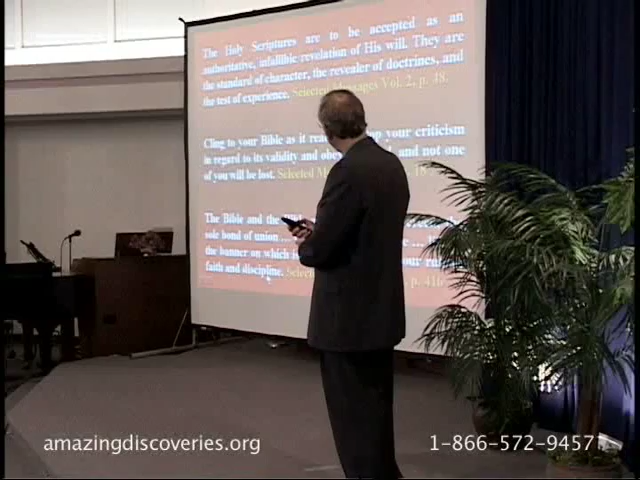 The Holy Scriptures are to be accepted as an
authoritative, infallible revelation of His will. They are
the standard of character, the revealer of doctrines, and
the test of experience. Selected Messages Vol. 2, p. 48.
Cling to your Bible as it your criticism
in regard to its validity and and not one
of you will be lost. Selected
The Bible and the
sole bond of union ...
the banner on which
faith and discipline. p. 416
amazingdiscoveries.org
1-866-572-9457